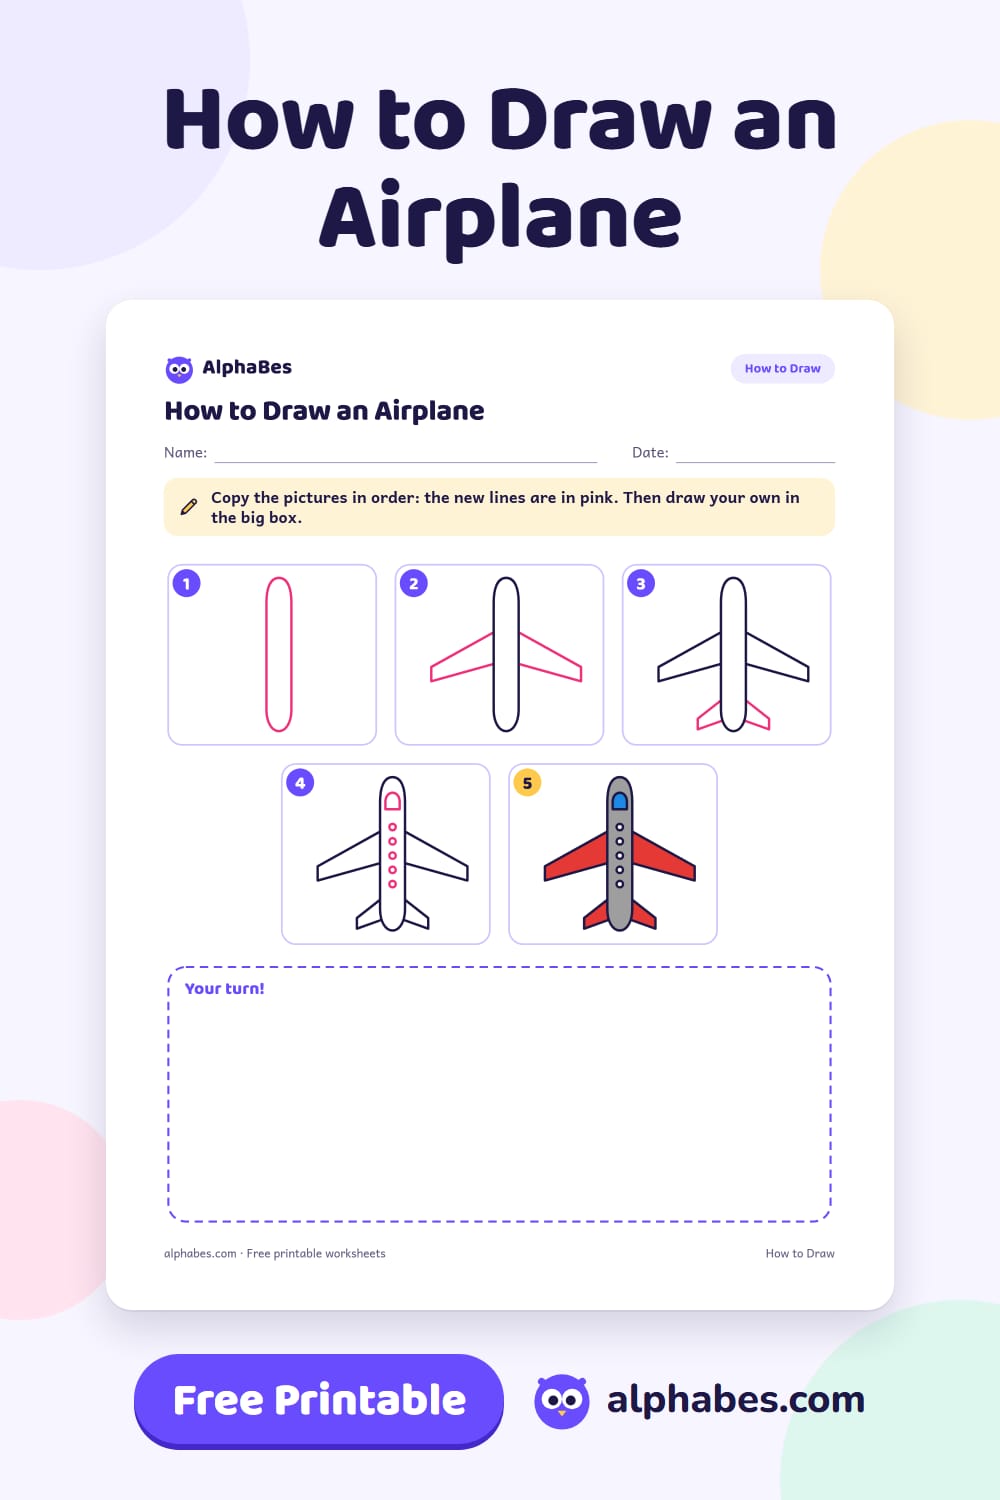 How to Draw an
Airplane
AlphaBes
How to Draw
How to Draw an Airplane
Name:
Date:
Copy the pictures in order: the new lines are in pink. Then draw your own in
the big box.
1
2
3
4
5
Your turn!
alphabes.com · Free printable worksheets
How to Draw
Free Printable
alphabes.com